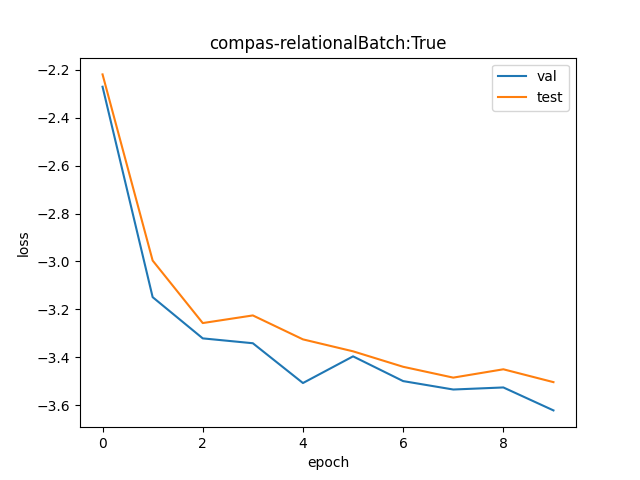 compas-relationalBatch:True
val
test
loss
−2.2
−2.4
−2.6
−2.8
−3.0
−3.2
−3.4
−3.6
0 2 4 6 8
epoch